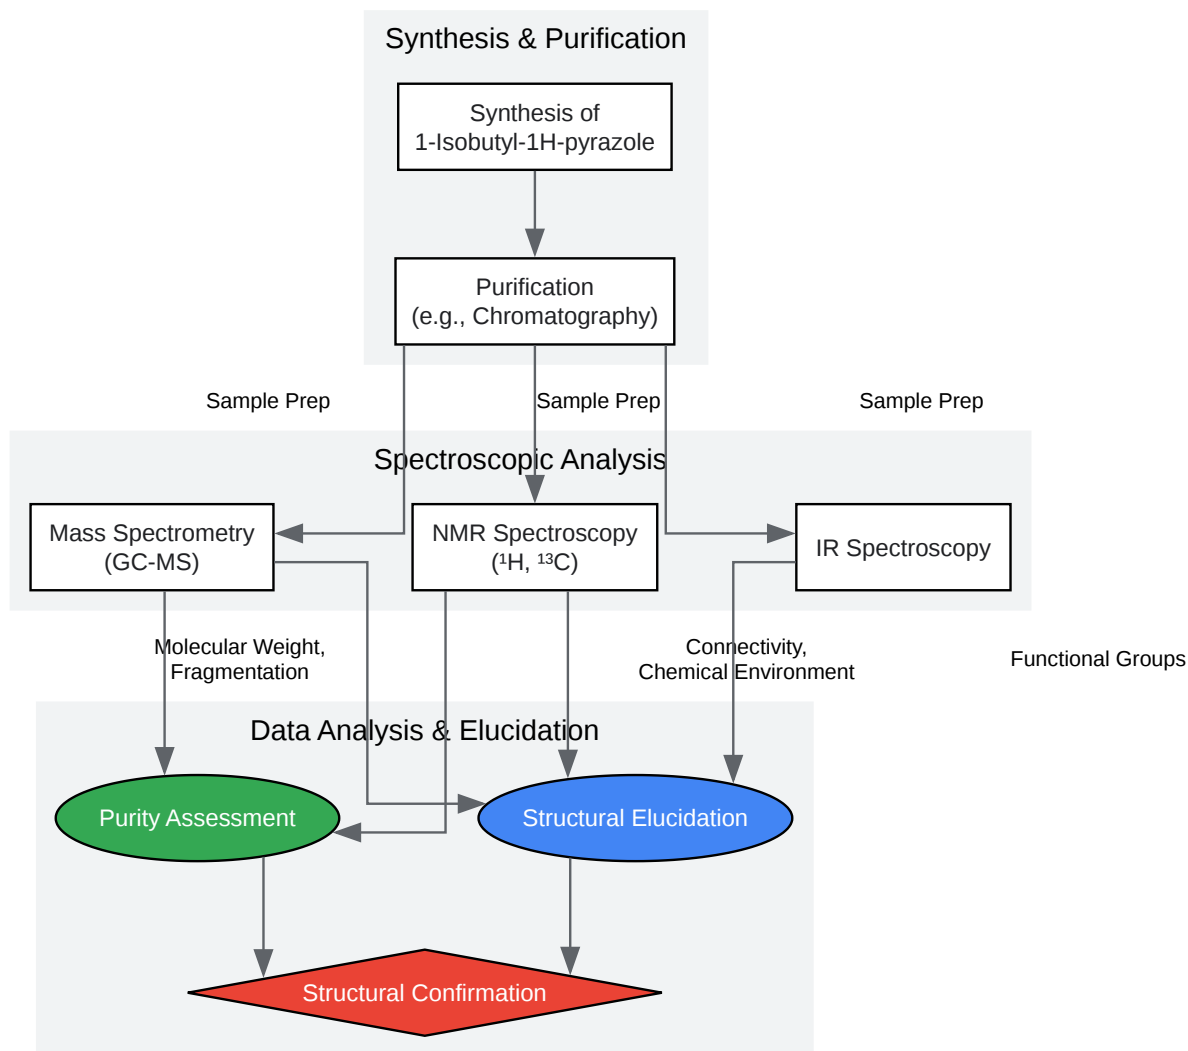 Synthesis & Purification
Synthesis of
1-Isobutyl-1H-pyrazole
Purification
(e.g., Chromatography)
Sample Prep
Sample Prep
Sample Prep
Spectroscopic Analysis
Mass Spectrometry
(GC-MS)
NMR Spectroscopy
(¹H, ¹³C)
IR Spectroscopy
Molecular Weight,
Fragmentation
Connectivity,
Chemical Environment
Functional Groups
Data Analysis & Elucidation
Purity Assessment
Structural Elucidation
Structural Confirmation